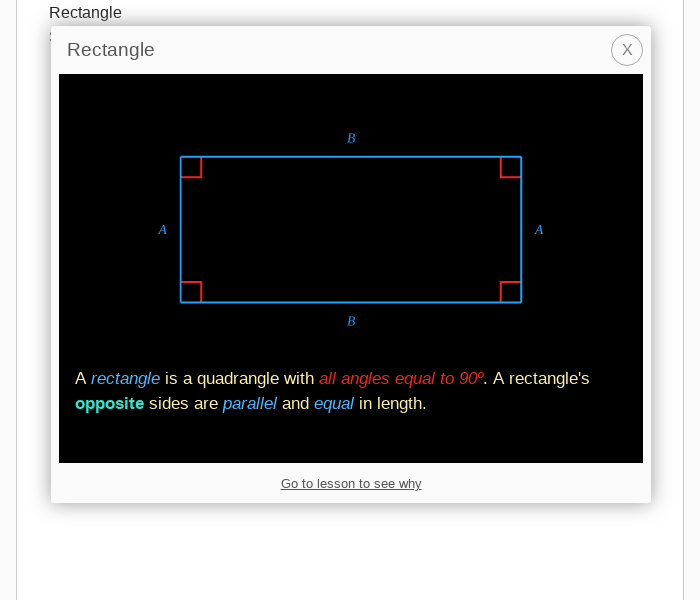 Rectangle
Rectangle
X
B
A
A
B
A rectangle is a quadrangle with all angles equal to 90º. A rectangle's
opposite sides are parallel and equal in length.
Go to lesson to see why